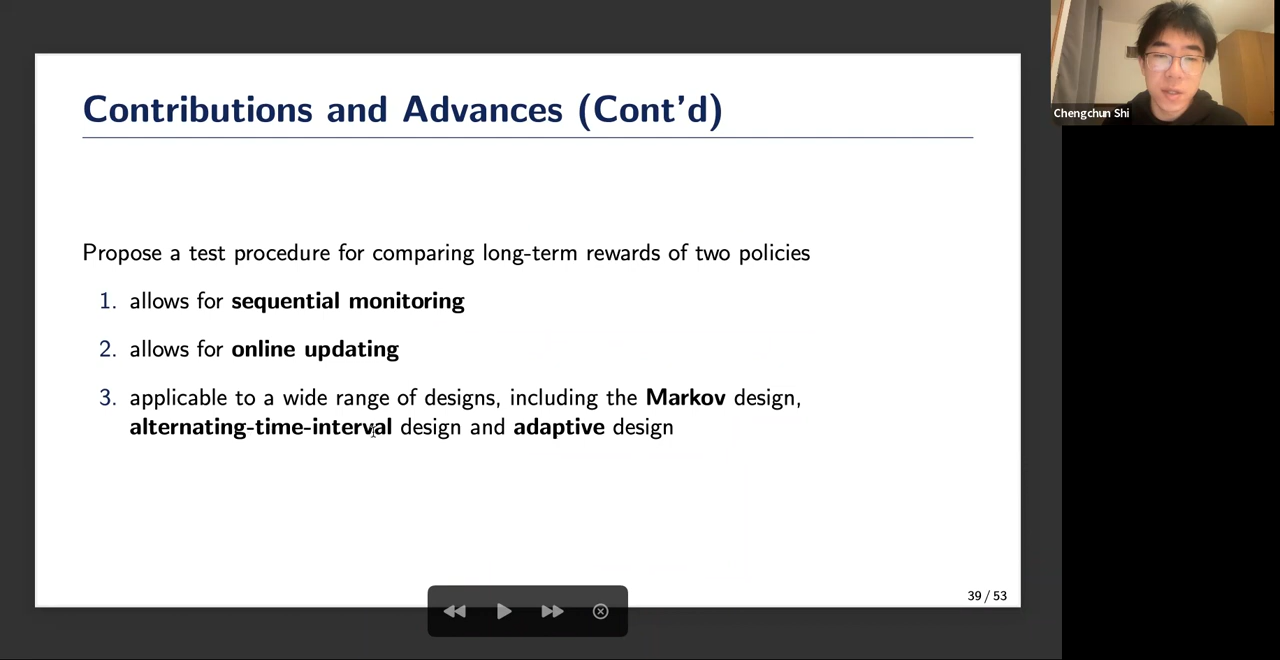 Contributions and Advances (Cont'd)
Propose a test procedure for comparing long-term rewards of two policies
1. allows for sequential monitoring
2. allows for online updating
3. applicable to a wide range of designs, including the Markov design,
alternating-time-interval design and adaptive design
39 / 53
Chengchun Shi